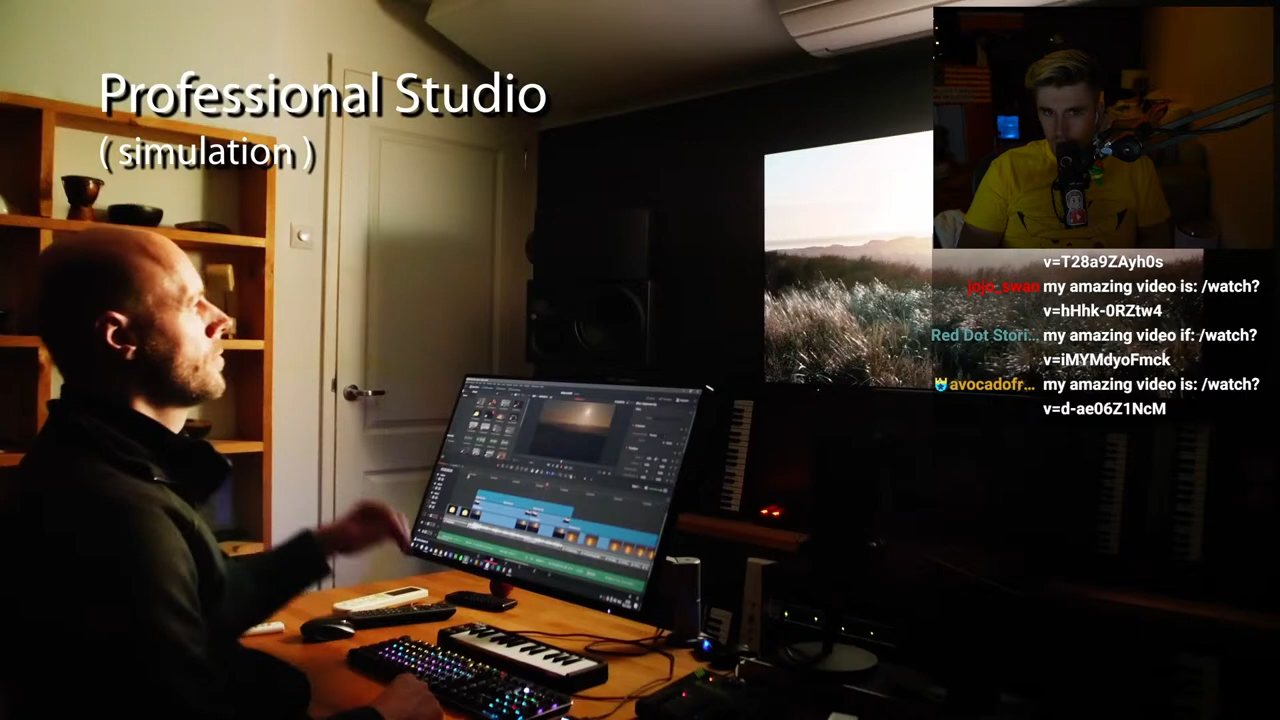 Professional Studio
( simulation )
v=T28a9ZAyh0s
jojo_swan my amazing video is: /watch?
v=hHhk-0RZtw4
Red Dot Stori... my amazing video if: /watch?
v=iMYMdyoFmck
avocadofr... my amazing video is: /watch?
v=d-ae06Z1NcM